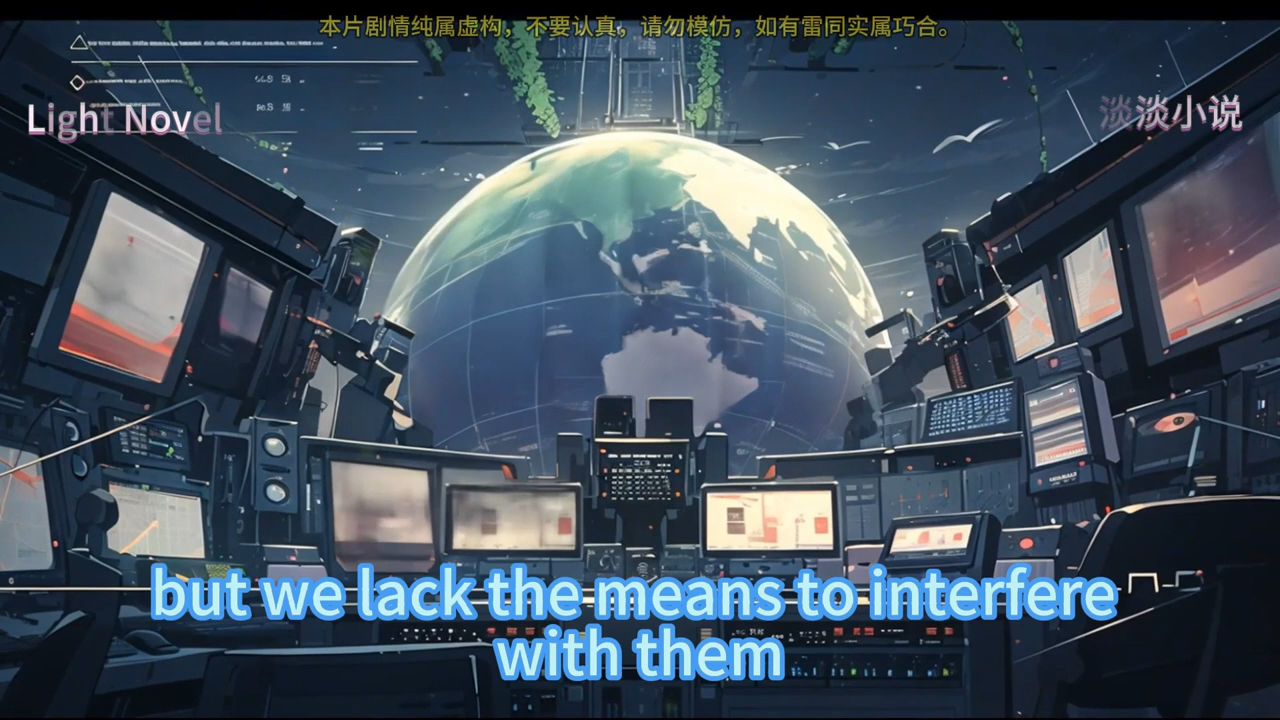 本片剧情纯属虚构，不要认真，请勿模仿，如有雷同实属巧合。
Light Novel
淡淡小说
but we lack the means to interfere
with them